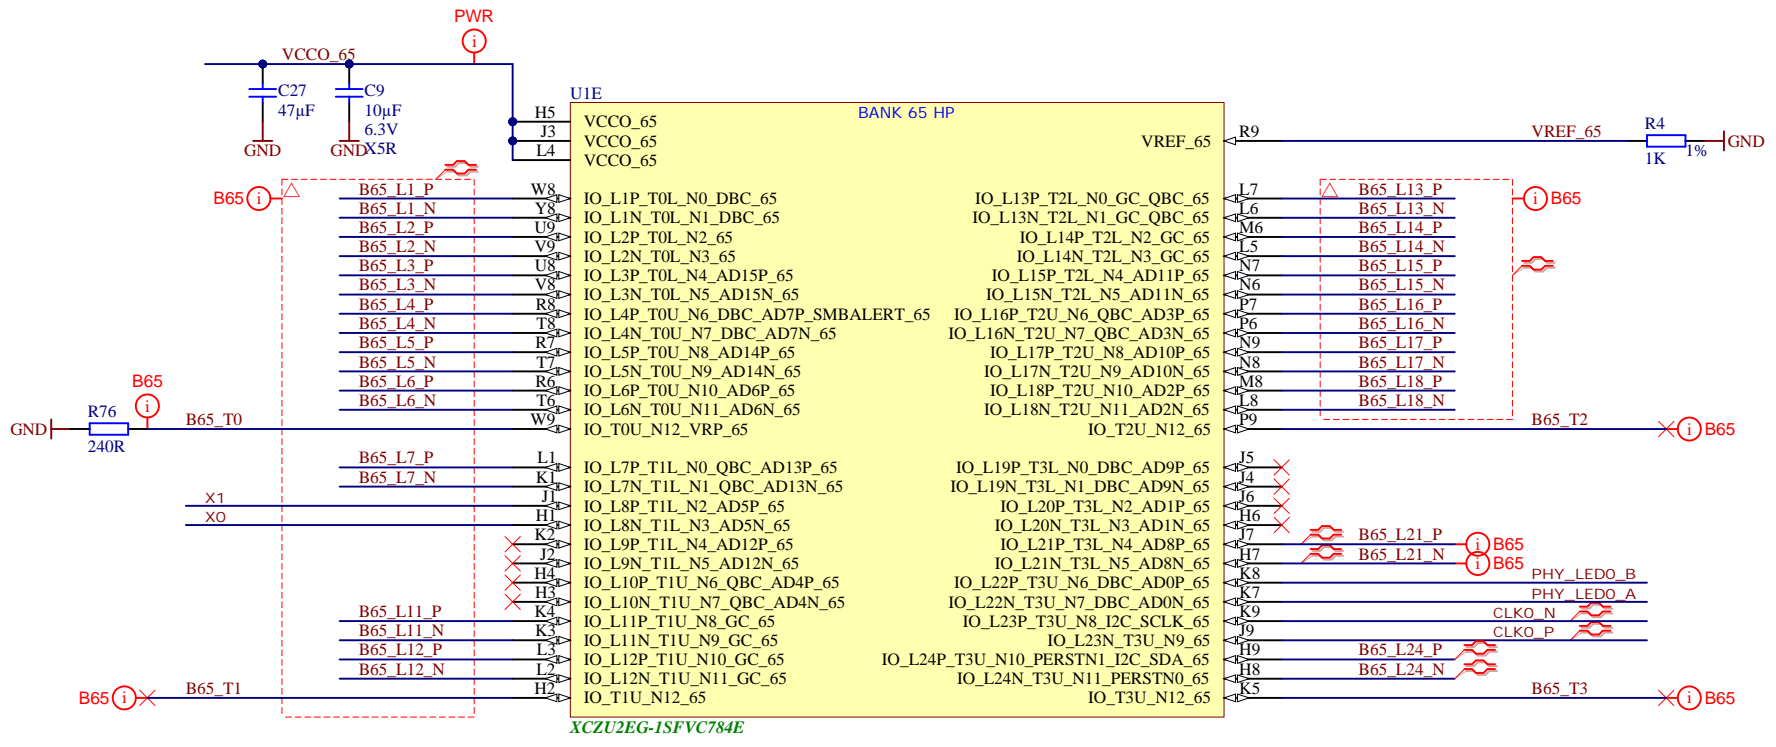 PWR
VCCO_65
C27
47µF
GND
C9
10µF
6.3V
X5R
GND
U1E
BANK 65 HP
H5 VCCO_65
J3 VCCO_65
L4 VCCO_65
VREF_65 R9 VREF_65
R4
1K
1%
GND
B65
B65_L1_P W8 IO_L1P_T0L_N0_DBC_65
B65_L1_N Y8 IO_L1N_T0L_N1_DBC_65
B65_L2_P U9 IO_L2P_T0L_N2_65
B65_L2_N V9 IO_L2N_T0L_N3_65
B65_L3_P U8 IO_L3P_T0L_N4_AD15P_65
B65_L3_N V8 IO_L3N_T0L_N5_AD15N_65
B65_L4_P R8 IO_L4P_T0U_N6_DBC_AD7P_SMBALERT_65
B65_L4_N T8 IO_L4N_T0U_N7_DBC_AD7N_65
B65_L5_P R7 IO_L5P_T0U_N8_AD14P_65
B65_L5_N T7 IO_L5N_T0U_N9_AD14N_65
B65_L6_P R6 IO_L6P_T0U_N10_AD6P_65
B65_L6_N T6 IO_L6N_T0U_N11_AD6N_65
B65
GND
R76
240R
B65_T0 W9 IO_T0U_N12_VRP_65
B65_L7_P L1 IO_L7P_T1L_N0_QBC_AD13P_65
B65_L7_N K1 IO_L7N_T1L_N1_QBC_AD13N_65
X1 J1 IO_L8P_T1L_N2_AD5P_65
X0 H1 IO_L8N_T1L_N3_AD5N_65
K2 IO_L9P_T1L_N4_AD12P_65
J2 IO_L9N_T1L_N5_AD12N_65
H4 IO_L10P_T1U_N6_QBC_AD4P_65
H3 IO_L10N_T1U_N7_QBC_AD4N_65
B65_L11_P K4 IO_L11P_T1U_N8_GC_65
B65_L11_N K3 IO_L11N_T1U_N9_GC_65
B65_L12_P L3 IO_L12P_T1U_N10_GC_65
B65_L12_N L2 IO_L12N_T1U_N11_GC_65
B65 B65_T1 H2 IO_T1U_N12_65
IO_L13P_T2L_N0_GC_QBC_65 L7 B65_L13_P
B65
IO_L13N_T2L_N1_GC_QBC_65 L6 B65_L13_N
IO_L14P_T2L_N2_GC_65 M6 B65_L14_P
IO_L14N_T2L_N3_GC_65 L5 B65_L14_N
IO_L15P_T2L_N4_AD11P_65 N7 B65_L15_P
IO_L15N_T2L_N5_AD11N_65 N6 B65_L15_N
IO_L16P_T2U_N6_QBC_AD3P_65 P7 B65_L16_P
IO_L16N_T2U_N7_QBC_AD3N_65 P6 B65_L16_N
IO_L17P_T2U_N8_AD10P_65 N9 B65_L17_P
IO_L17N_T2U_N9_AD10N_65 N8 B65_L17_N
IO_L18P_T2U_N10_AD2P_65 M8 B65_L18_P
IO_L18N_T2U_N11_AD2N_65 L8 B65_L18_N
IO_T2U_N12_65 P9 B65_T2 B65
IO_L19P_T3L_N0_DBC_AD9P_65 J5
IO_L19N_T3L_N1_DBC_AD9N_65 J4
IO_L20P_T3L_N2_AD1P_65 J6
IO_L20N_T3L_N3_AD1N_65 H6
IO_L21P_T3L_N4_AD8P_65 J7 B65_L21_P B65
IO_L21N_T3L_N5_AD8N_65 H7 B65_L21_N B65
IO_L22P_T3U_N6_DBC_AD0P_65 K8 PHY_LED0_B
IO_L22N_T3U_N7_DBC_AD0N_65 K7 PHY_LED0_A
IO_L23P_T3U_N8_I2C_SCLK_65 K9 CLK0_N
IO_L23N_T3U_N9_65 J9 CLK0_P
IO_L24P_T3U_N10_PERSTN1_I2C_SDA_65 H9 B65_L24_P
IO_L24N_T3U_N11_PERSTN0_65 H8 B65_L24_N
IO_T3U_N12_65 K5 B65_T3 B65
XCZU2EG-1SFVC784E